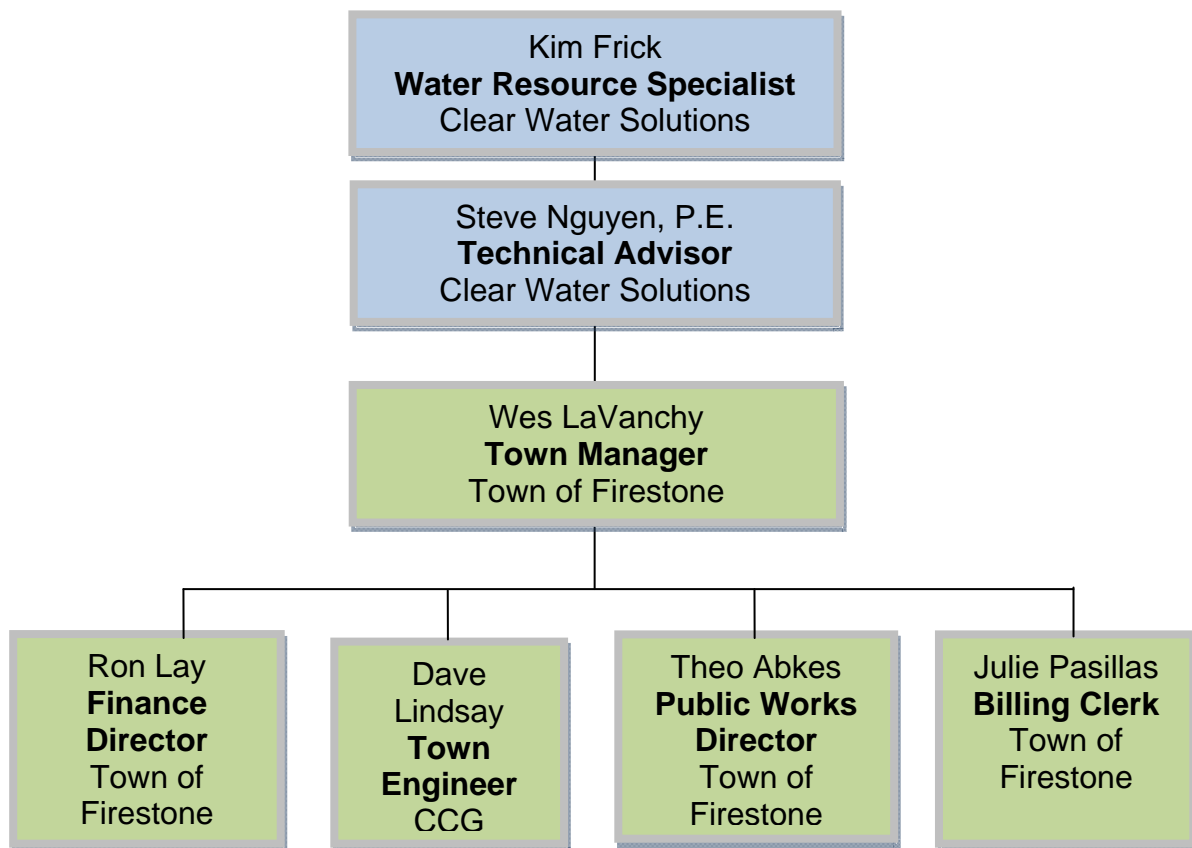 Kim Frick
Water Resource Specialist
Clear Water Solutions
Steve Nguyen, P.E.
Technical Advisor
Clear Water Solutions
Wes LaVanchy
Town Manager
Town of Firestone
Ron Lay
Finance
Director
Town of
Firestone
Dave
Lindsay
Town
Engineer
CCG
Theo Abkes
Public Works
Director
Town of
Firestone
Julie Pasillas
Billing Clerk
Town of
Firestone